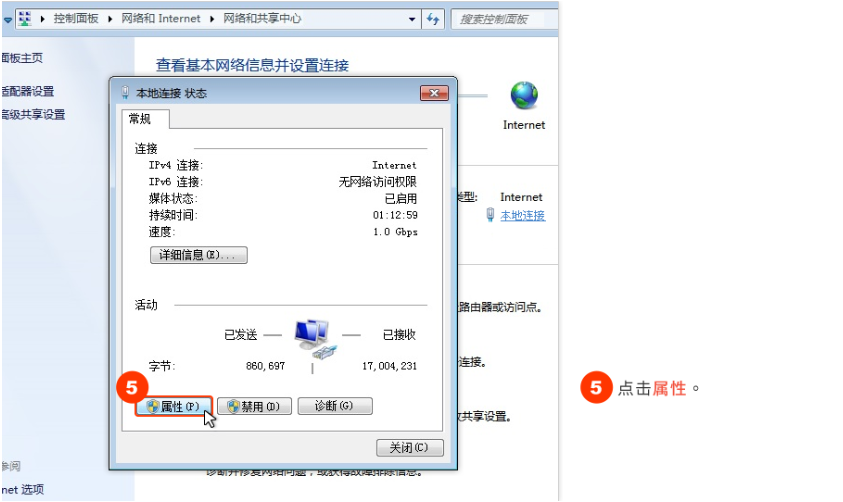 控制面板 ▸ 网络和 Internet ▸ 网络和共享中心
搜索控制面板
面板主页
适配器设置
高级共享设置
查看基本网络信息并设置连接
Internet
类型: Internet
本地连接
路由器或访问点。
连接。
共享设置。
诊断并修复网络问题，或获得故障排除信息。
参阅
net 选项
本地连接 状态
常规
连接
IPv4 连接: Internet
IPv6 连接: 无网络访问权限
媒体状态: 已启用
持续时间: 01:12:59
速度: 1.0 Gbps
详细信息(E)...
活动
已发送 — — 已接收
字节: 860,697 | 17,004,231
5
属性(P) 禁用(D) 诊断(G)
关闭(C)
5 点击属性。